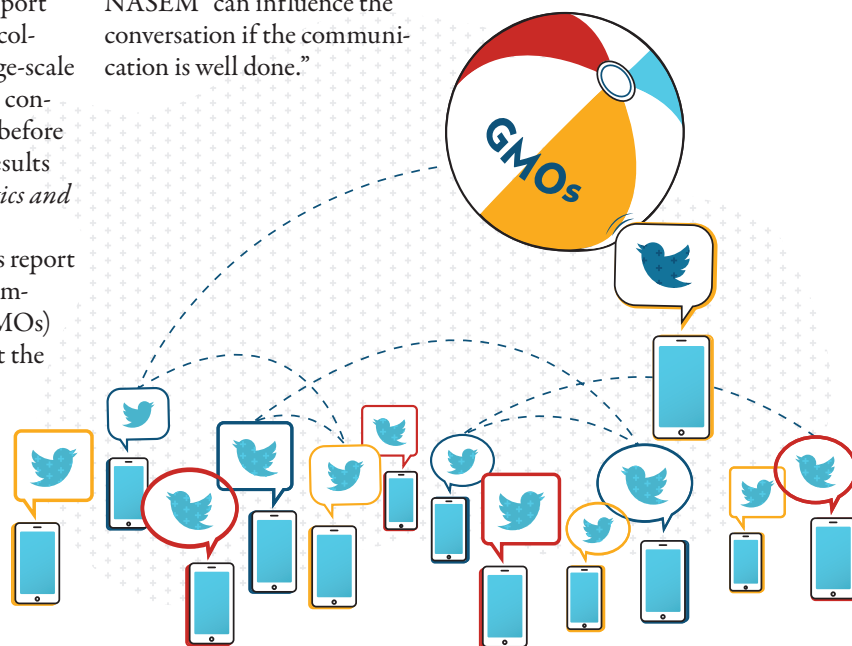 port
col-
ge-scale
con-
before
esults
ics and
s report
m-
MOs)
t the
NASEM” can influence the
conversation if the communi-
cation is well done.”
GMOs